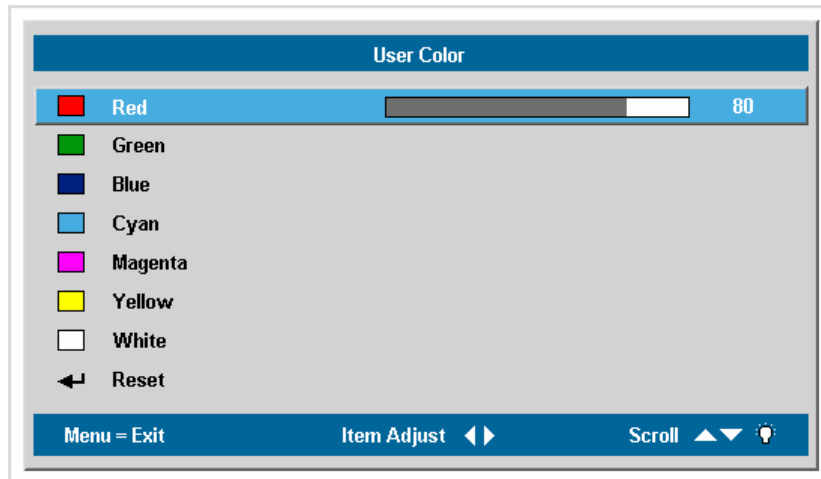 User Color
Red 80
Green
Blue
Cyan
Magenta
Yellow
White
Reset
Menu = Exit Item Adjust Scroll